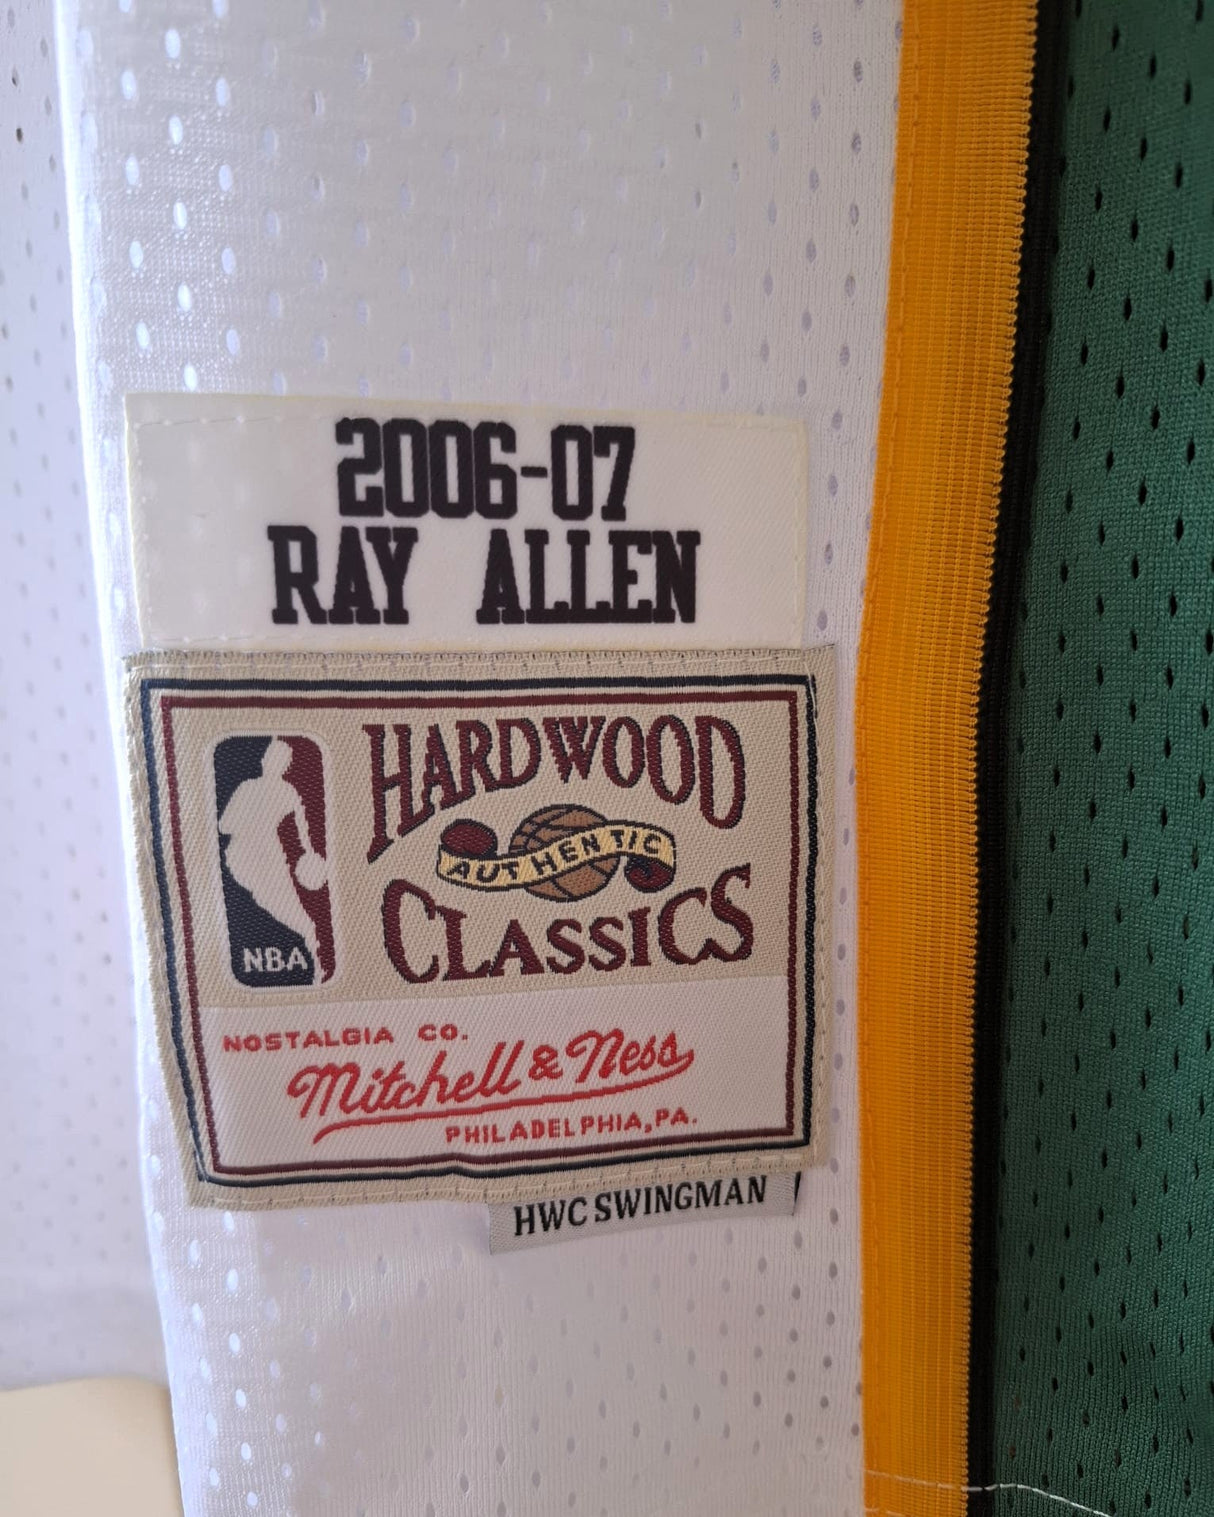 2006-07
RAY ALLEN
HARDWOOD
AUTHENTIC
CLASSICS
NBA
NOSTALGIA CO.
Mitchell & Ness
PHILADELPHIA, PA.
HWC SWINGMAN